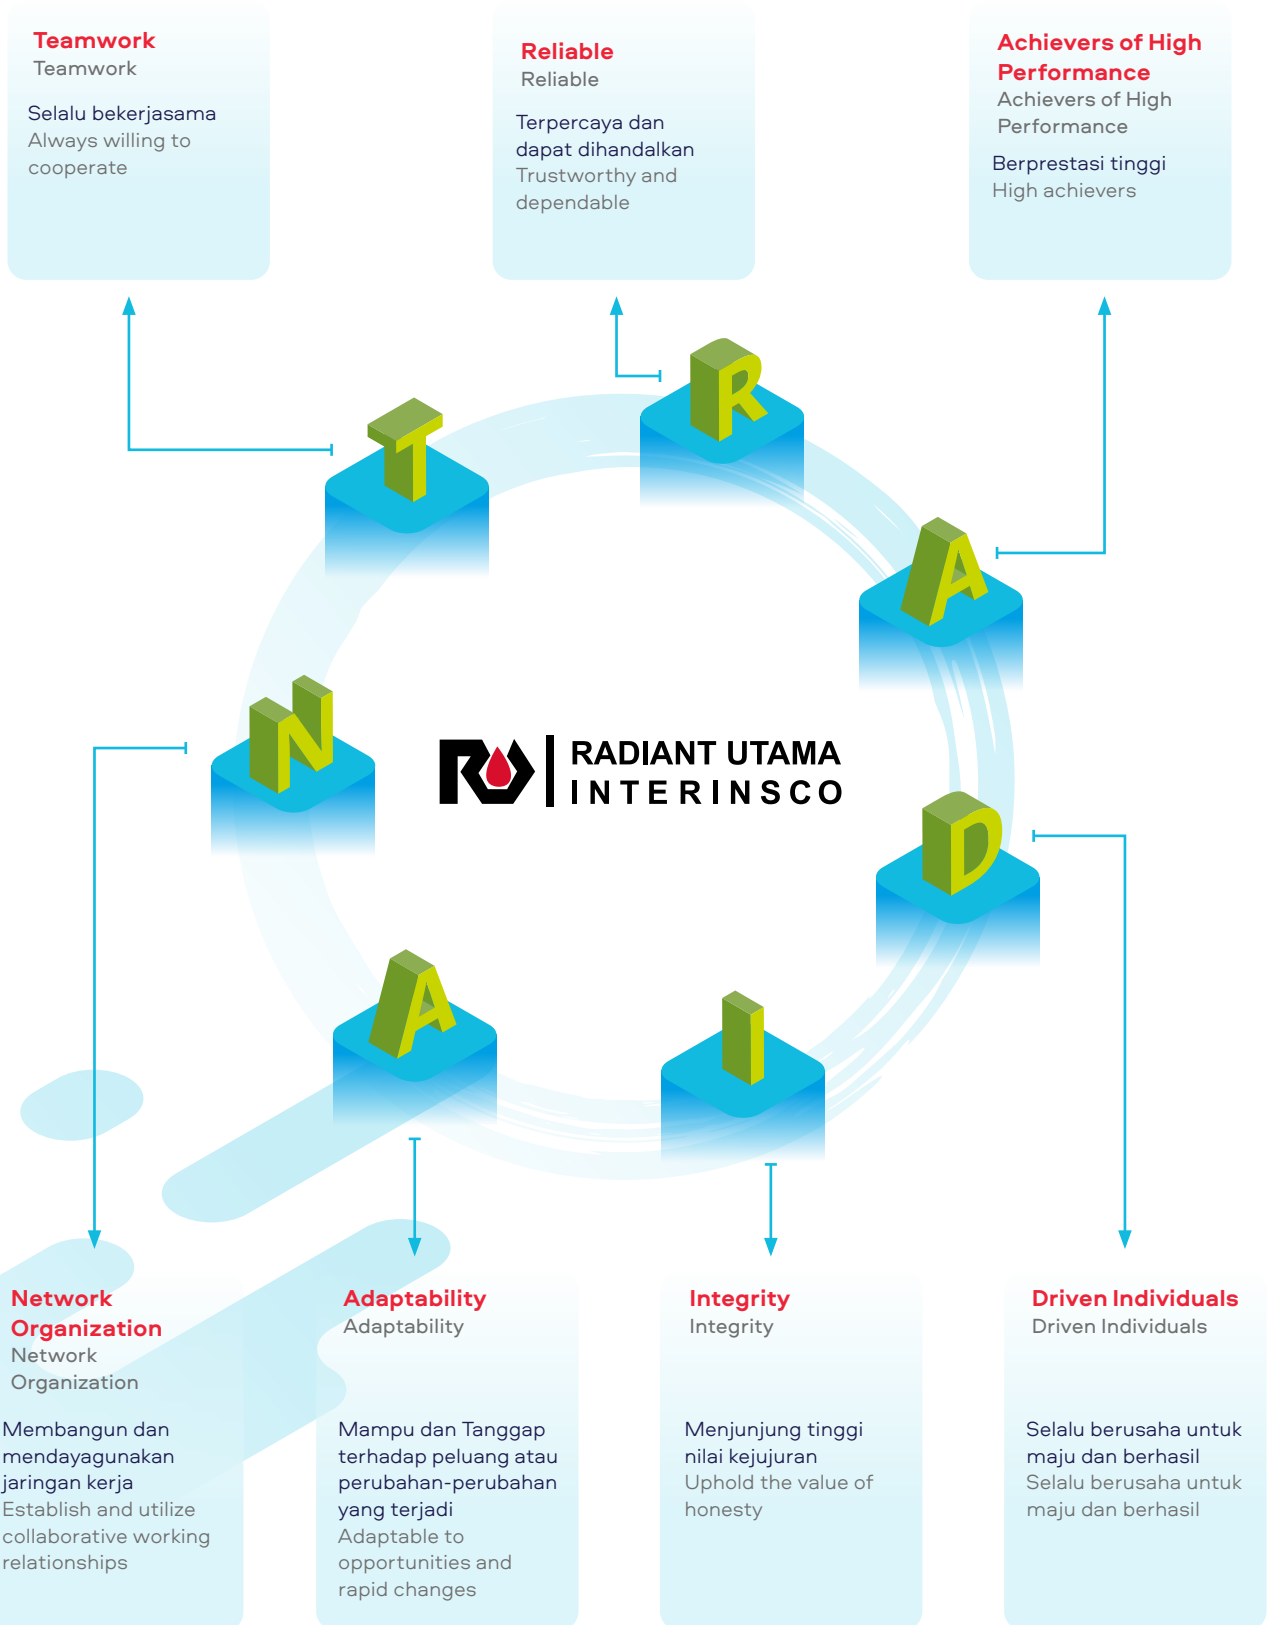 Teamwork
Teamwork
Selalu bekerjasama
Always willing to
cooperate
Reliable
Reliable
Terpercaya dan
dapat dihandalkan
Trustworthy and
dependable
Achievers of High
Performance
Achievers of High
Performance
Berprestasi tinggi
High achievers
T
R
A
D
I
A
N
RADIANT UTAMA
INTERINSCO
Network
Organization
Network
Organization
Membangun dan
mendayagunakan
jaringan kerja
Establish and utilize
collaborative working
relationships
Adaptability
Adaptability
Mampu dan Tanggap
terhadap peluang atau
perubahan-perubahan
yang terjadi
Adaptable to
opportunities and
rapid changes
Integrity
Integrity
Menjunjung tinggi
nilai kejujuran
Uphold the value of
honesty
Driven Individuals
Driven Individuals
Selalu berusaha untuk
maju dan berhasil
Selalu berusaha untuk
maju dan berhasil